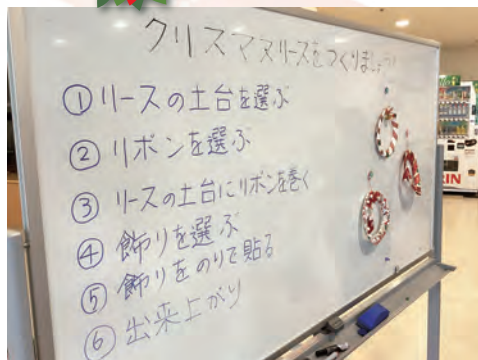 クリスマスリースをつくりましょう!
①リースの土台を選ぶ
②リボンを選ぶ
③リースの土台にリボンを巻く
④飾りを選ぶ
⑤飾りをのりで貼る
⑥出来上がり
RIN